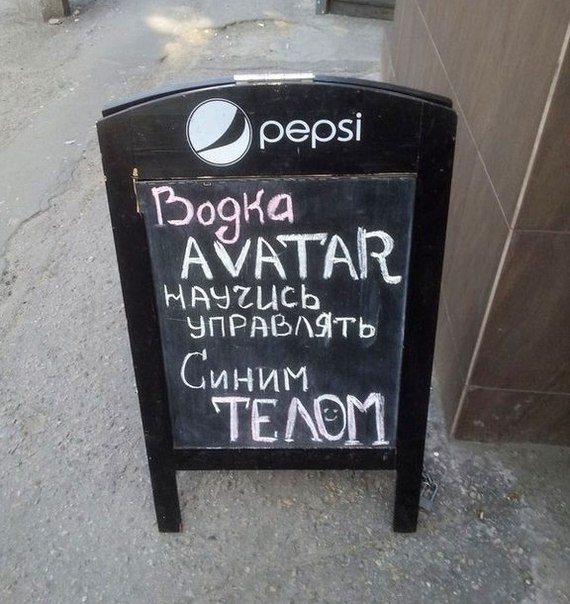 pepsi
Водка
AVATAR
научись
управлять
Синим
ТЕЛОМ